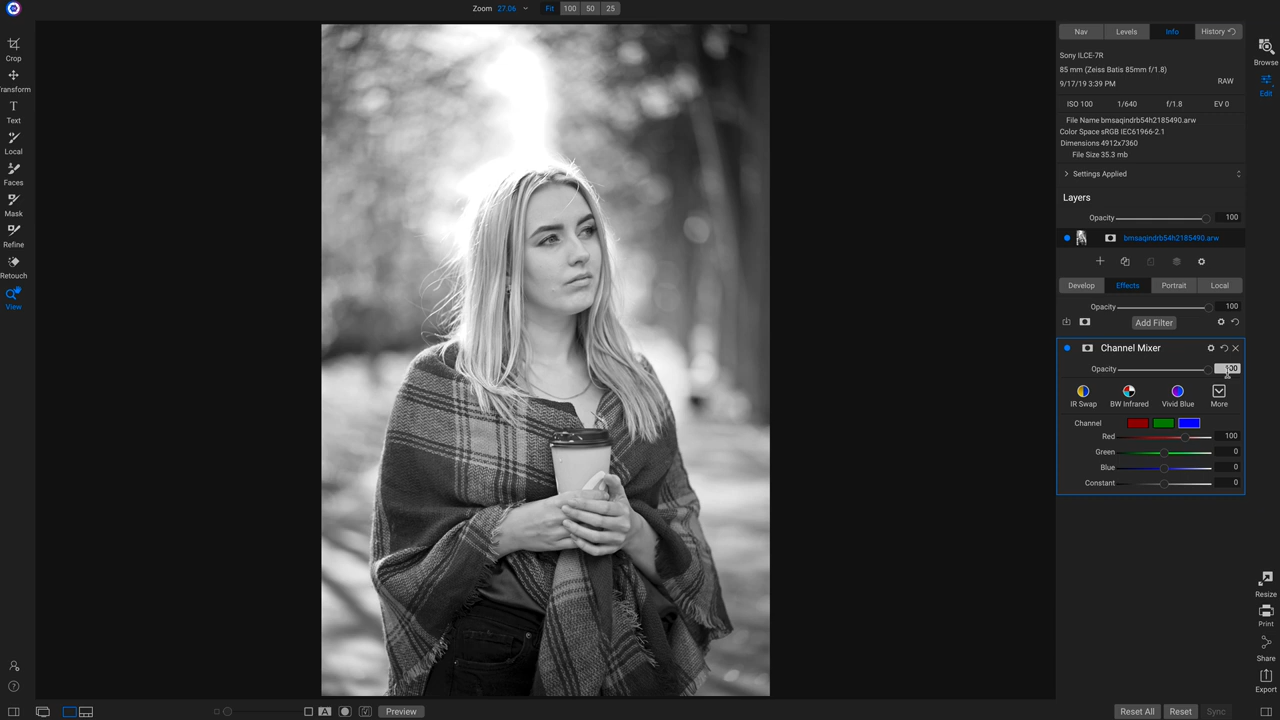 Zoom 27.06 Fit 100 50 25
Crop
Transform
Text
Local
Faces
Mask
Refine
Retouch
View
Nav Levels Info History
Sony ILCE-7R
85 mm (Zeiss Batis 85mm f/1.8)
9/17/19 3:39 PM
RAW
ISO 100 1/640 f/1.8 EV 0
File Name bmsaqindrb54h2185490.arw
Color Space sRGB IEC61966-2.1
Dimensions 4912x7360
File Size 35.3 mb
Settings Applied
Layers
Opacity 100
bmsaqindrb54h2185490.arw
Develop Effects Portrait Local
Opacity 100
Add Filter
Channel Mixer
Opacity 100
IR Swap BW Infrared Vivid Blue More
Channel
Red 100
Green 0
Blue 0
Constant 0
Browse
Edit
Resize
Print
Share
Export
A
Preview
Reset All Reset Sync